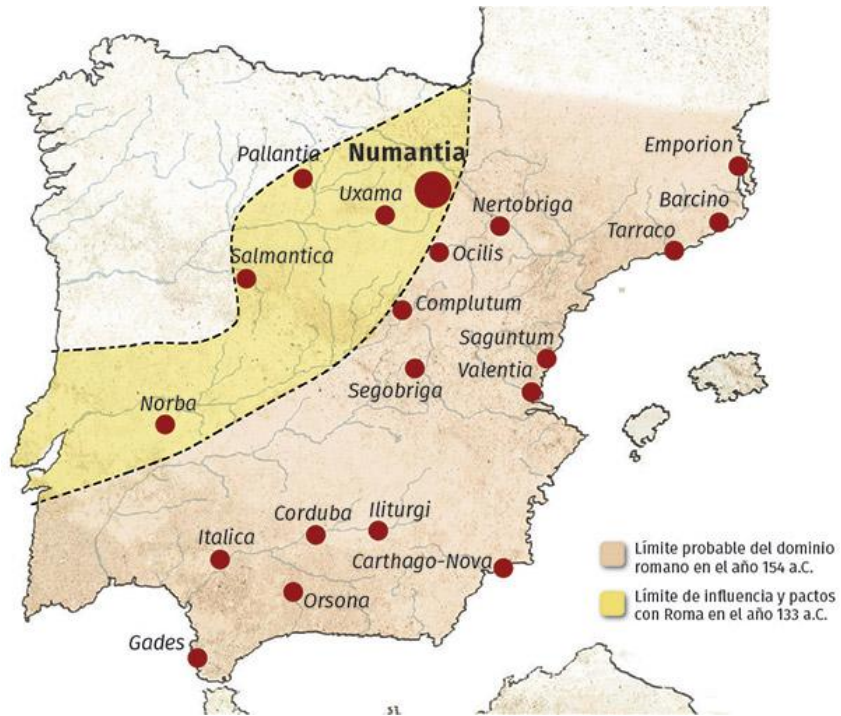 Pallantia
Numantia
Emporion
Uxama
Nertobriga
Barcino
Tarraco
Salmantica
Ocilis
Complutum
Saguntum
Valentia
Segobriga
Norba
Corduba
Iliturgi
Italica
Carthago-Nova
Orsona
Gades
Límite probable del dominio
romano en el año 154 a.C.
Límite de influencia y pactos
con Roma en el año 133 a.C.